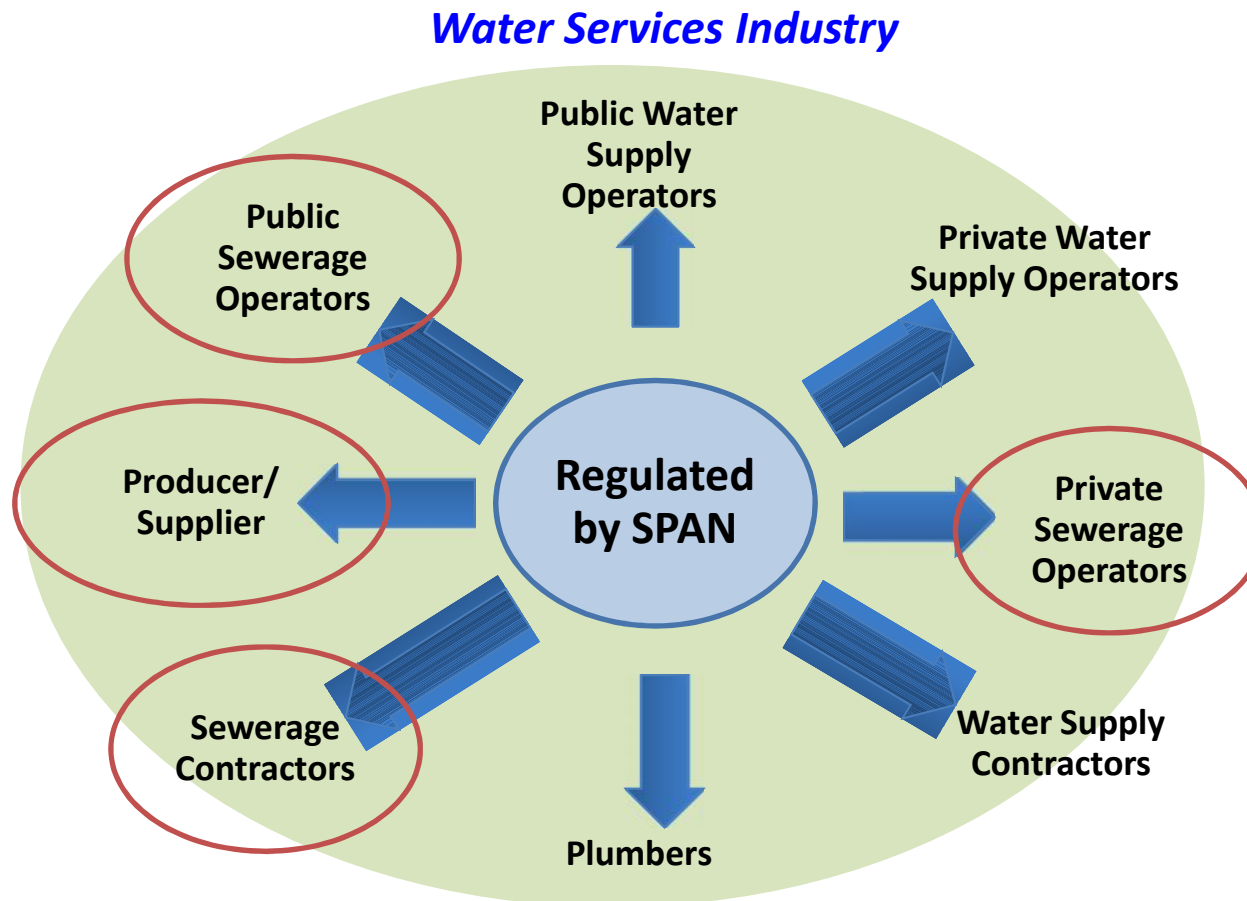 Water Services Industry
Public Water
Supply
Operators
Public
Sewerage
Operators
Private Water
Supply Operators
Producer/
Supplier
Regulated
by SPAN
Private
Sewerage
Operators
Sewerage
Contractors
Water Supply
Contractors
Plumbers